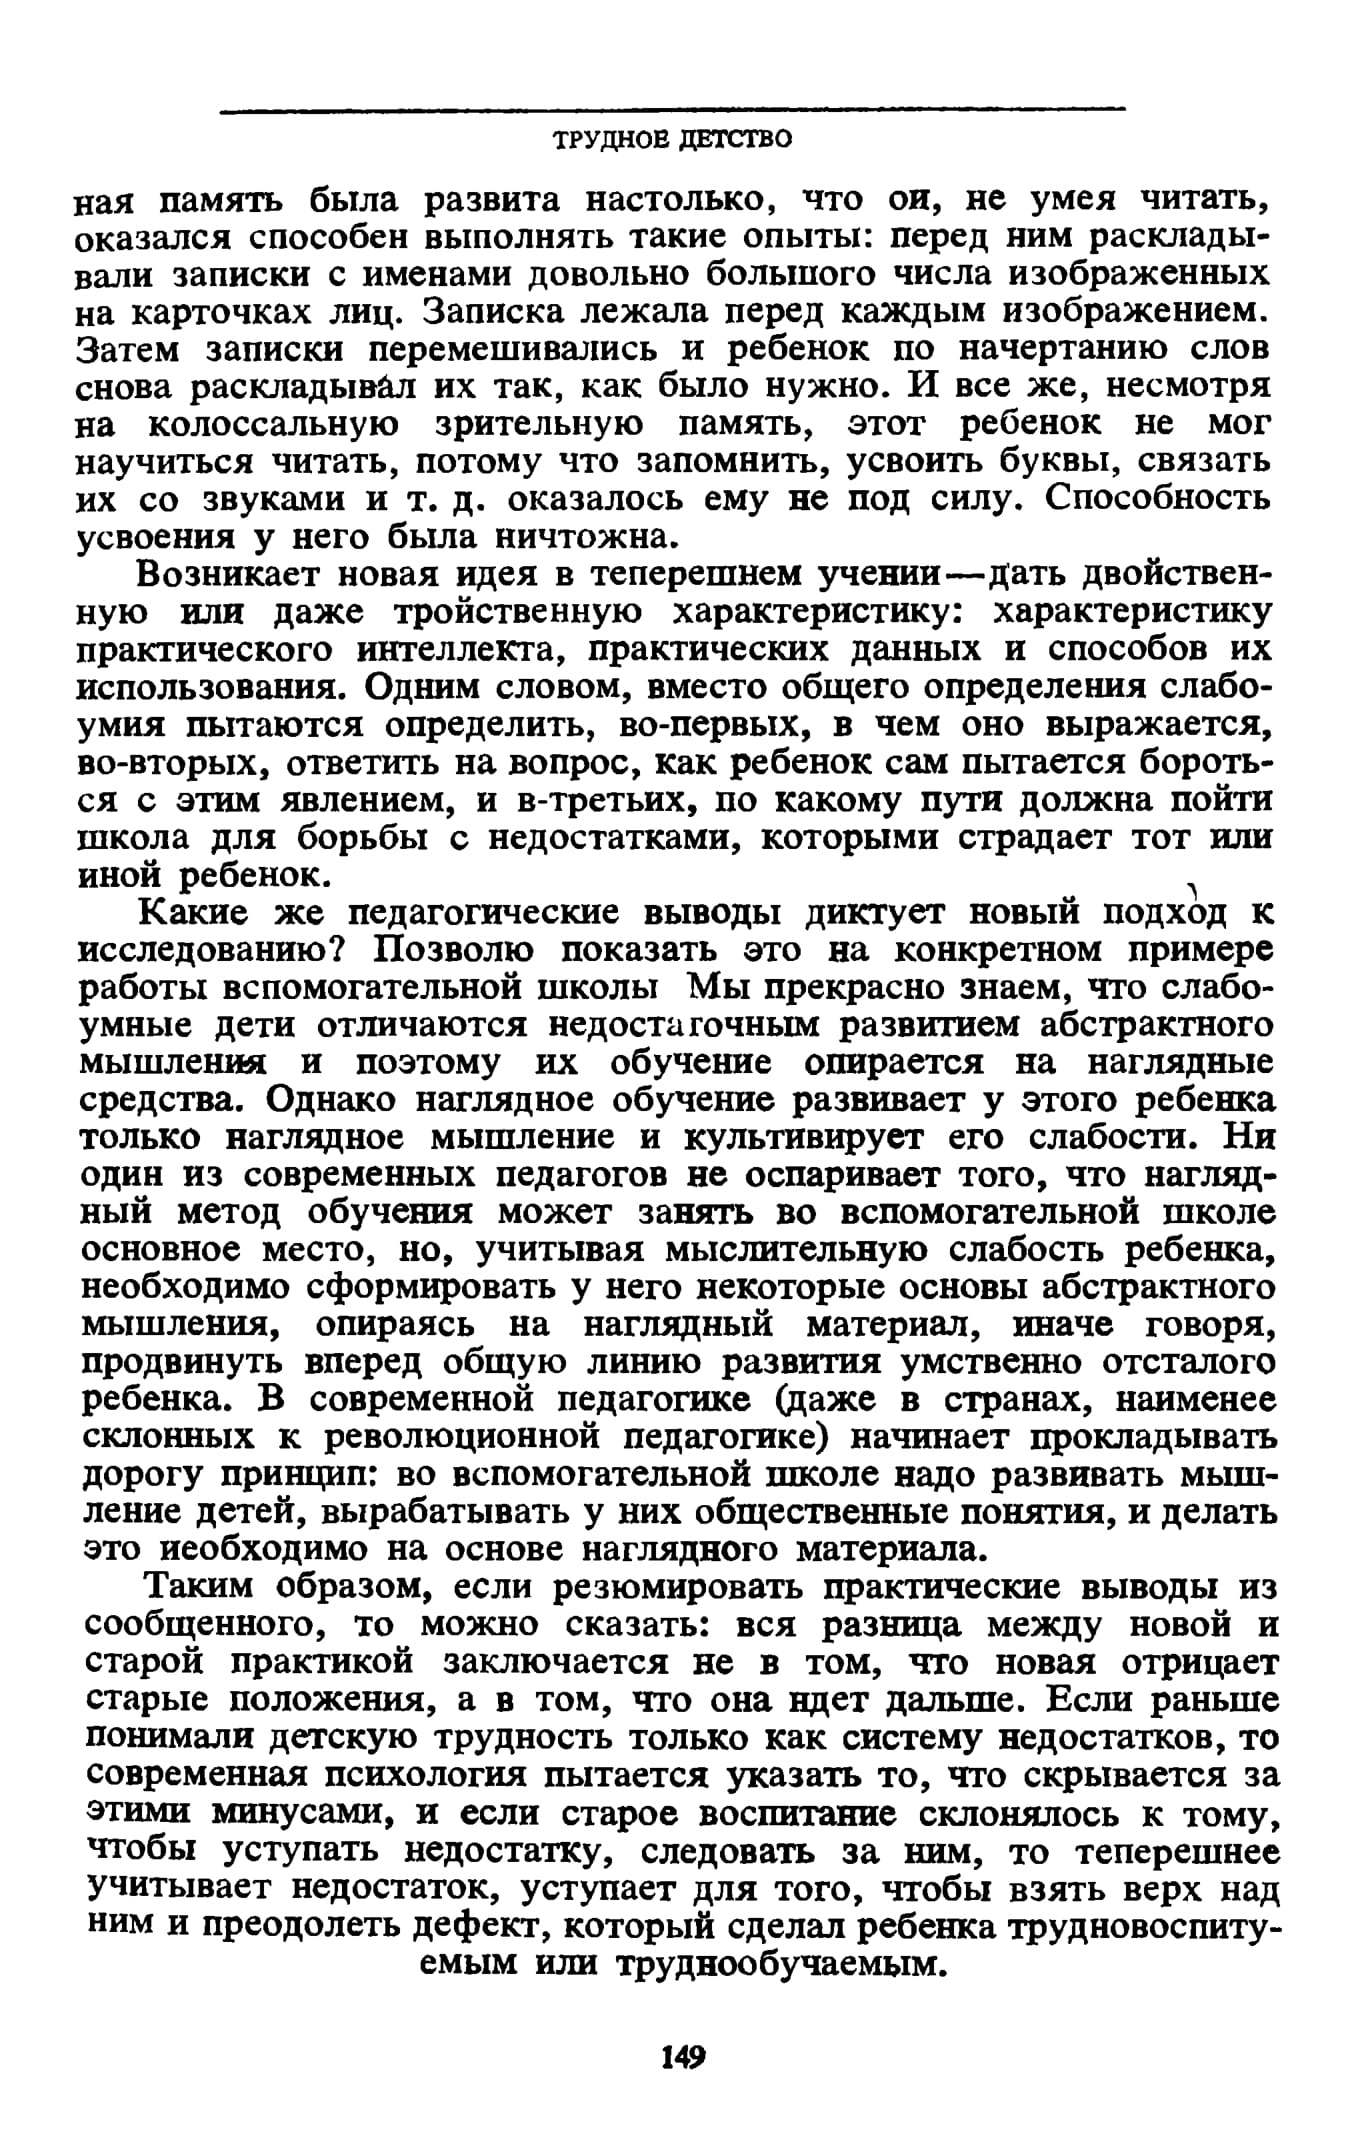 ТРУДНОЕ ДЕТСТВО
ная память была развита настолько, что он, не умея читать,
оказался способен выполнять такие опыты: перед ним расклады-
вали записки с именами довольно большого числа изображенных
на карточках лиц. Записка лежала перед каждым изображением.
Затем записки перемешивались и ребенок по начертанию слов
снова раскладывал их так, как было нужно. И все же, несмотря
на колоссальную зрительную память, этот ребенок не мог
научиться читать, потому что запомнить, усвоить буквы, связать
их со звуками и т. д. оказалось ему не под силу. Способность
усвоения у него была ничтожна.
Возникает новая идея в теперешнем учении—дать двойствен-
ную или даже тройственную характеристику: характеристику
практического интеллекта, практических данных и способов их
использования. Одним словом, вместо общего определения слабо-
умия пытаются определить, во-первых, в чем оно выражается,
во-вторых, ответить на вопрос, как ребенок сам пытается бороть-
ся с этим явлением, и в-третьих, по какому пути должна пойти
школа для борьбы с недостатками, которыми страдает тот или
иной ребенок.
Какие же педагогические выводы диктует новый подход к
исследованию? Позволю показать это на конкретном примере
работы вспомогательной школы Мы прекрасно знаем, что слабо-
умные дети отличаются недостаточным развитием абстрактного
мышления и поэтому их обучение опирается на наглядные
средства. Однако наглядное обучение развивает у этого ребенка
только наглядное мышление и культивирует его слабости. Ни
один из современных педагогов не оспаривает того, что нагляд-
ный метод обучения может занять во вспомогательной школе
основное место, но, учитывая мыслительную слабость ребенка,
необходимо сформировать у него некоторые основы абстрактного
мышления, опираясь на наглядный материал, иначе говоря,
продвинуть вперед общую линию развития умственно отсталого
ребенка. В современной педагогике (даже в странах, наименее
склонных к революционной педагогике) начинает прокладывать
дорогу принцип: во вспомогательной школе надо развивать мыш-
ление детей, вырабатывать у них общественные понятия, и делать
это необходимо на основе наглядного материала.
Таким образом, если резюмировать практические выводы из
сообщенного, то можно сказать: вся разница между новой и
старой практикой заключается не в том, что новая отрицает
старые положения, а в том, что она идет дальше. Если раньше
понимали детскую трудность только как систему недостатков, то
современная психология пытается указать то, что скрывается за
этими минусами, и если старое воспитание склонялось к тому,
чтобы уступать недостатку, следовать за ним, то теперешнее
учитывает недостаток, уступает для того, чтобы взять верх над
ним и преодолеть дефект, который сделал ребенка трудновоспиту-
емым или труднообучаемым.
149